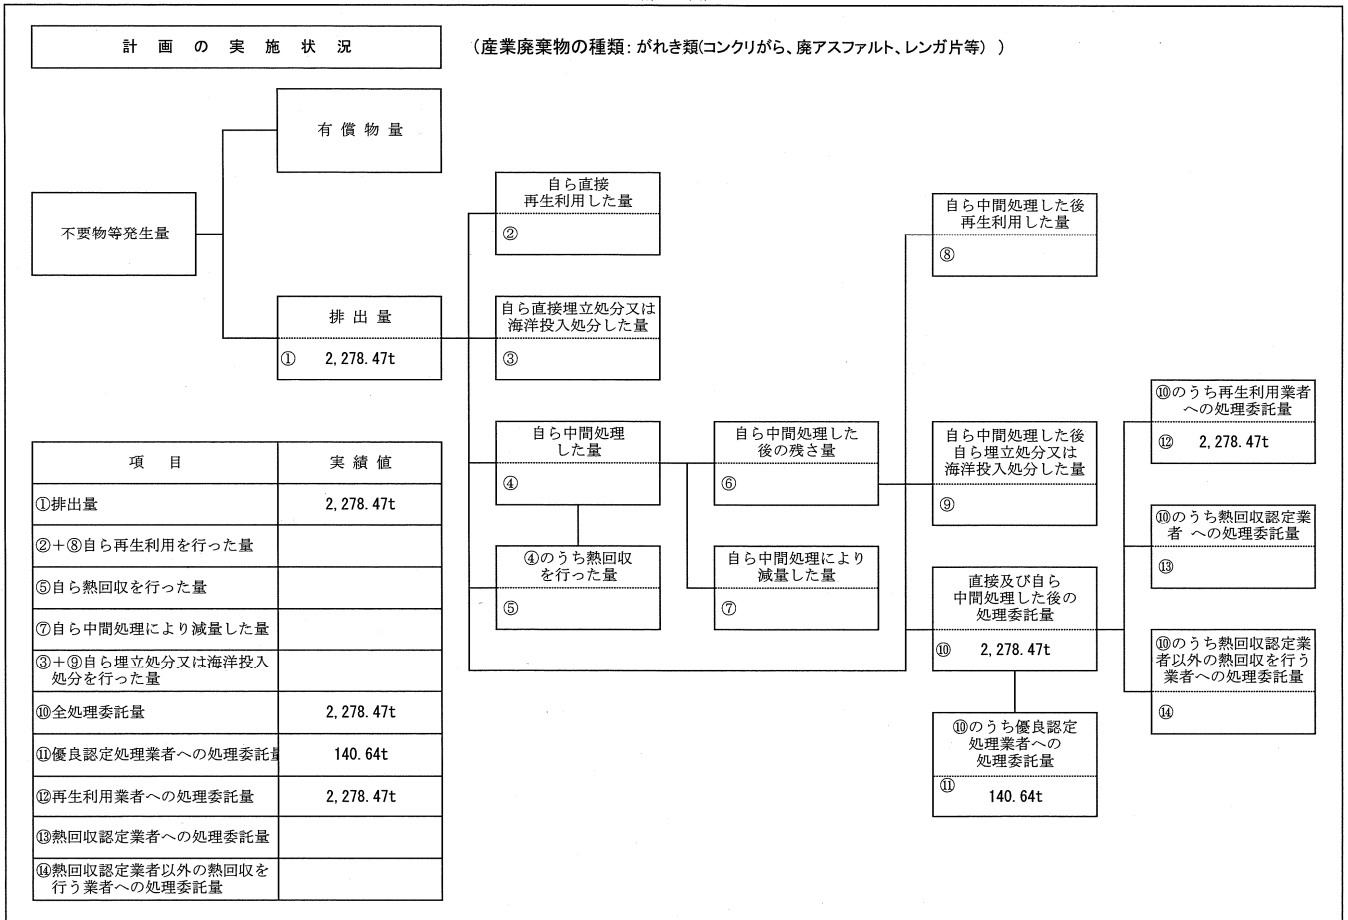 計画の実施状況
(産業廃棄物の種類: がれき類(コンクリがら、廃アスファルト、レンガ片等) )
有償物量
不要物等発生量
排出量
① 2,278.47t
自ら直接
再生利用した量
②
自ら直接埋立処分又は
海洋投入処分した量
③
自ら中間処理
した量
④
④のうち熱回収
を行った量
⑤
自ら中間処理した
後の残さ量
⑥
自ら中間処理により
減量した量
⑦
自ら中間処理した後
再生利用した量
⑧
自ら中間処理した後
自ら埋立処分又は
海洋投入処分した量
⑨
直接及び自ら
中間処理した後の
処理委託量
⑩ 2,278.47t
⑩のうち優良認定
処理業者への
処理委託量
⑪
140.64t
⑩のうち再生利用業者
への処理委託量
⑫ 2,278.47t
⑩のうち熱回収認定業
者 への処理委託量
⑬
⑩のうち熱回収認定業
者以外の熱回収を行う
業者への処理委託量
⑭
項目 実績値
①排出量 2,278.47t
②+⑧自ら再生利用を行った量
⑤自ら熱回収を行った量
⑦自ら中間処理により減量した量
③+⑨自ら埋立処分又は海洋投入
処分を行った量
⑩全処理委託量 2,278.47t
⑪優良認定処理業者への処理委託量 140.64t
⑫再生利用業者への処理委託量 2,278.47t
⑬熱回収認定業者への処理委託量
⑭熱回収認定業者以外の熱回収を
行う業者への処理委託量